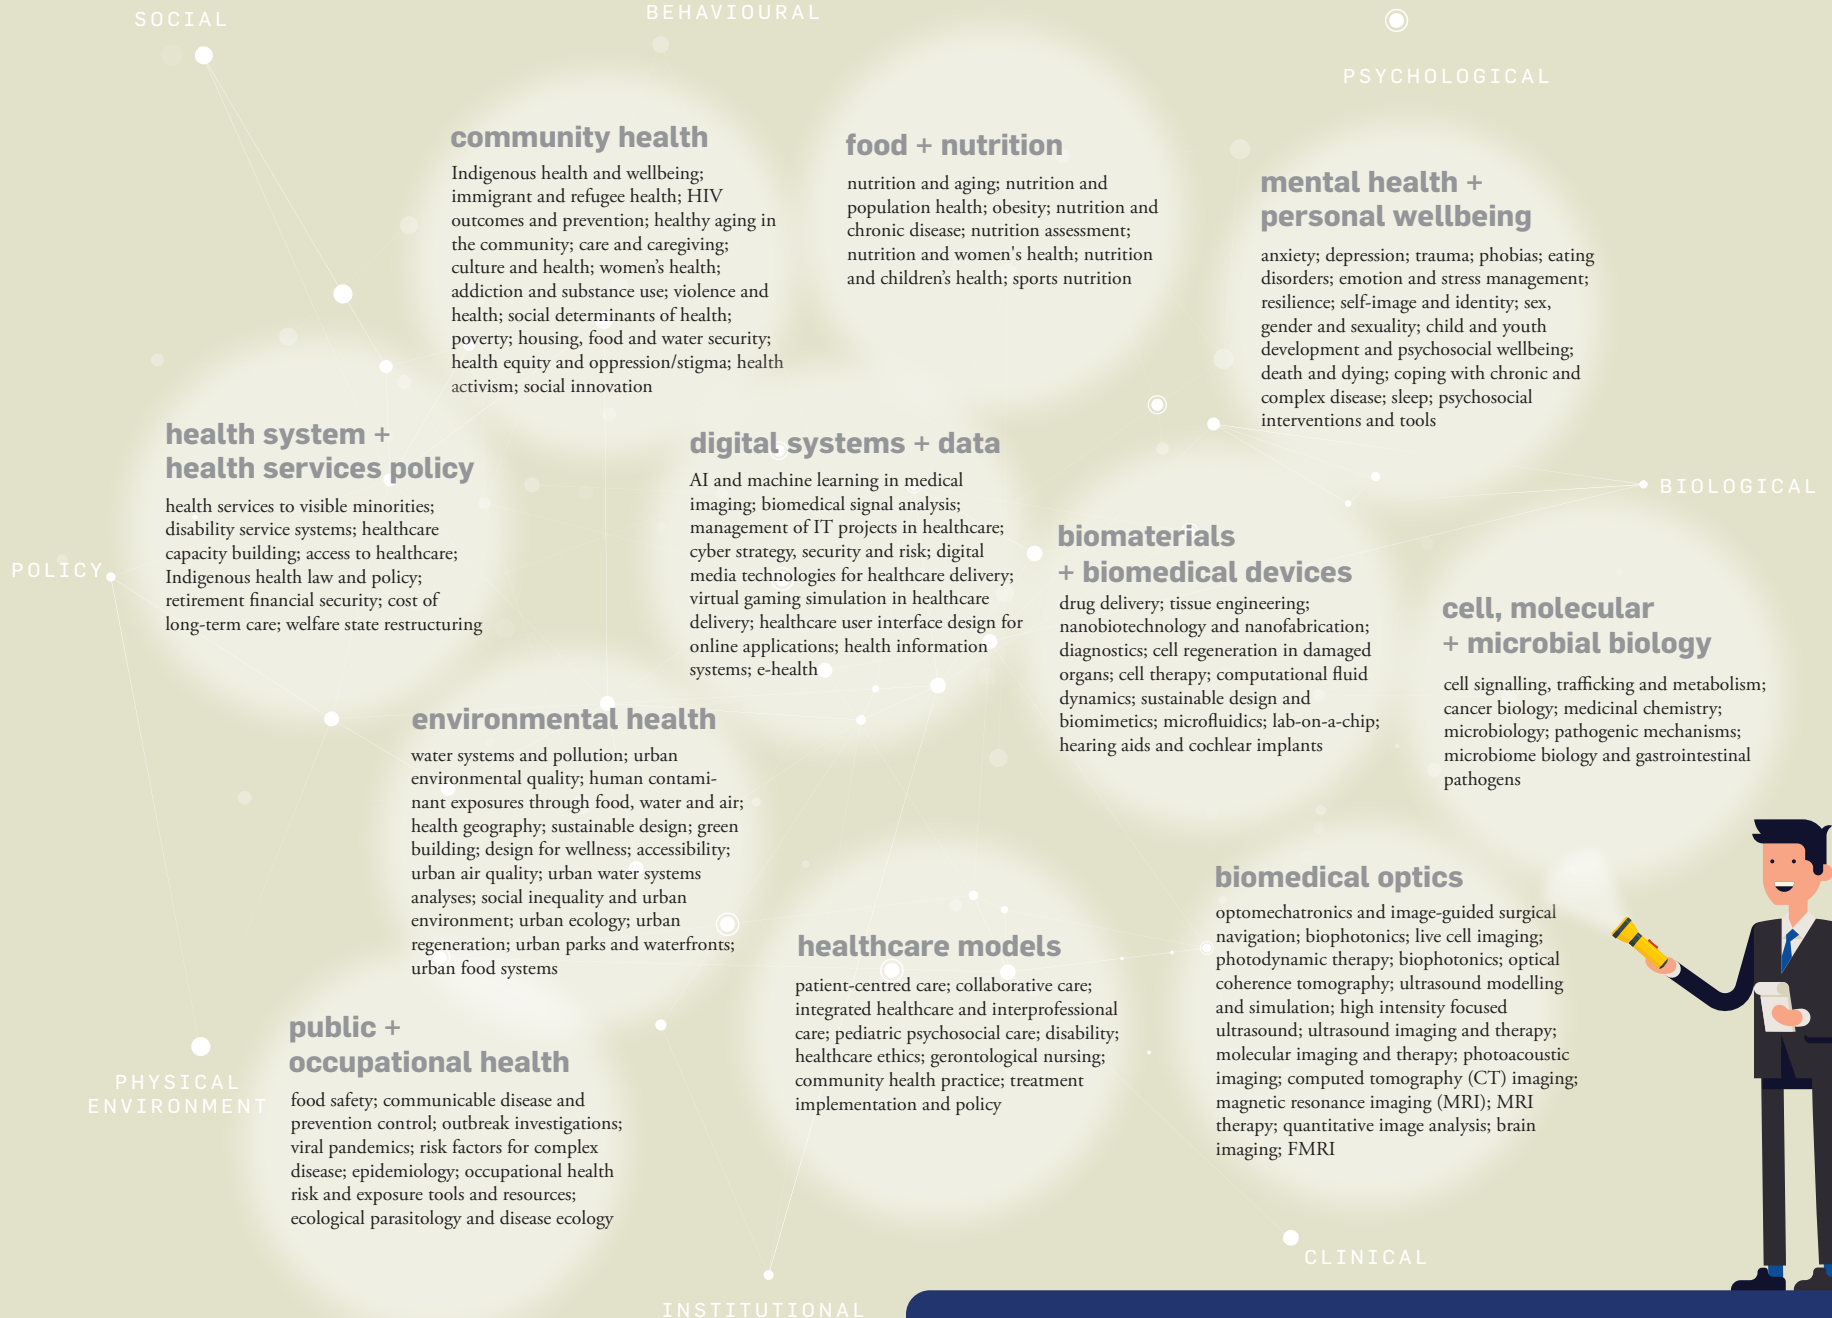 SOCIAL
BEHAVIOURAL
PSYCHOLOGICAL
community health
Indigenous health and wellbeing;
immigrant and refugee health; HIV
outcomes and prevention; healthy aging in
the community; care and caregiving;
culture and health; women’s health;
addiction and substance use; violence and
health; social determinants of health;
poverty; housing, food and water security;
health equity and oppression/stigma; health
activism; social innovation
food + nutrition
nutrition and aging; nutrition and
population health; obesity; nutrition and
chronic disease; nutrition assessment;
nutrition and women's health; nutrition
and children’s health; sports nutrition
mental health +
personal wellbeing
anxiety; depression; trauma; phobias; eating
disorders; emotion and stress management;
resilience; self-image and identity; sex,
gender and sexuality; child and youth
development and psychosocial wellbeing;
death and dying; coping with chronic and
complex disease; sleep; psychosocial
interventions and tools
health system +
health services policy
health services to visible minorities;
disability service systems; healthcare
capacity building; access to healthcare;
Indigenous health law and policy;
retirement financial security; cost of
long-term care; welfare state restructuring
digital systems + data
AI and machine learning in medical
imaging; biomedical signal analysis;
management of IT projects in healthcare;
cyber strategy, security and risk; digital
media technologies for healthcare delivery;
virtual gaming simulation in healthcare
delivery; healthcare user interface design for
online applications; health information
systems; e-health
BIOLOGICAL
POLICY
biomaterials
+ biomedical devices
drug delivery; tissue engineering;
nanobiotechnology and nanofabrication;
diagnostics; cell regeneration in damaged
organs; cell therapy; computational fluid
dynamics; sustainable design and
biomimetics; microfluidics; lab-on-a-chip;
hearing aids and cochlear implants
cell, molecular
+ microbial biology
cell signalling, trafficking and metabolism;
cancer biology; medicinal chemistry;
microbiology; pathogenic mechanisms;
microbiome biology and gastrointestinal
pathogens
environmental health
water systems and pollution; urban
environmental quality; human contami-
nant exposures through food, water and air;
health geography; sustainable design; green
building; design for wellness; accessibility;
urban air quality; urban water systems
analyses; social inequality and urban
environment; urban ecology; urban
regeneration; urban parks and waterfronts;
urban food systems
biomedical optics
optomechatronics and image-guided surgical
navigation; biophotonics; live cell imaging;
photodynamic therapy; biophotonics; optical
coherence tomography; ultrasound modelling
and simulation; high intensity focused
ultrasound; ultrasound imaging and therapy;
molecular imaging and therapy; photoacoustic
imaging; computed tomography (CT) imaging;
magnetic resonance imaging (MRI); MRI
therapy; quantitative image analysis; brain
imaging; FMRI
healthcare models
patient-centred care; collaborative care;
integrated healthcare and interprofessional
care; pediatric psychosocial care; disability;
healthcare ethics; gerontological nursing;
community health practice; treatment
implementation and policy
public +
occupational health
food safety; communicable disease and
prevention control; outbreak investigations;
viral pandemics; risk factors for complex
disease; epidemiology; occupational health
risk and exposure tools and resources;
ecological parasitology and disease ecology
PHYSICAL
ENVIRONMENT
CLINICAL
INSTITUTIONAL